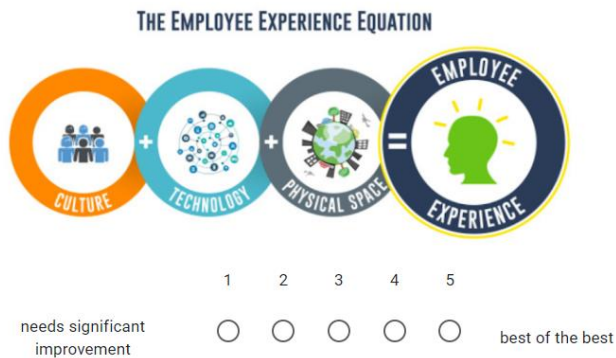 THE EMPLOYEE EXPERIENCE EQUATION
CULTURE
+
TECHNOLOGY
+
PHYSICAL SPACE
=
EMPLOYEE
EXPERIENCE
1 2 3 4 5
needs significant
improvement
best of the best